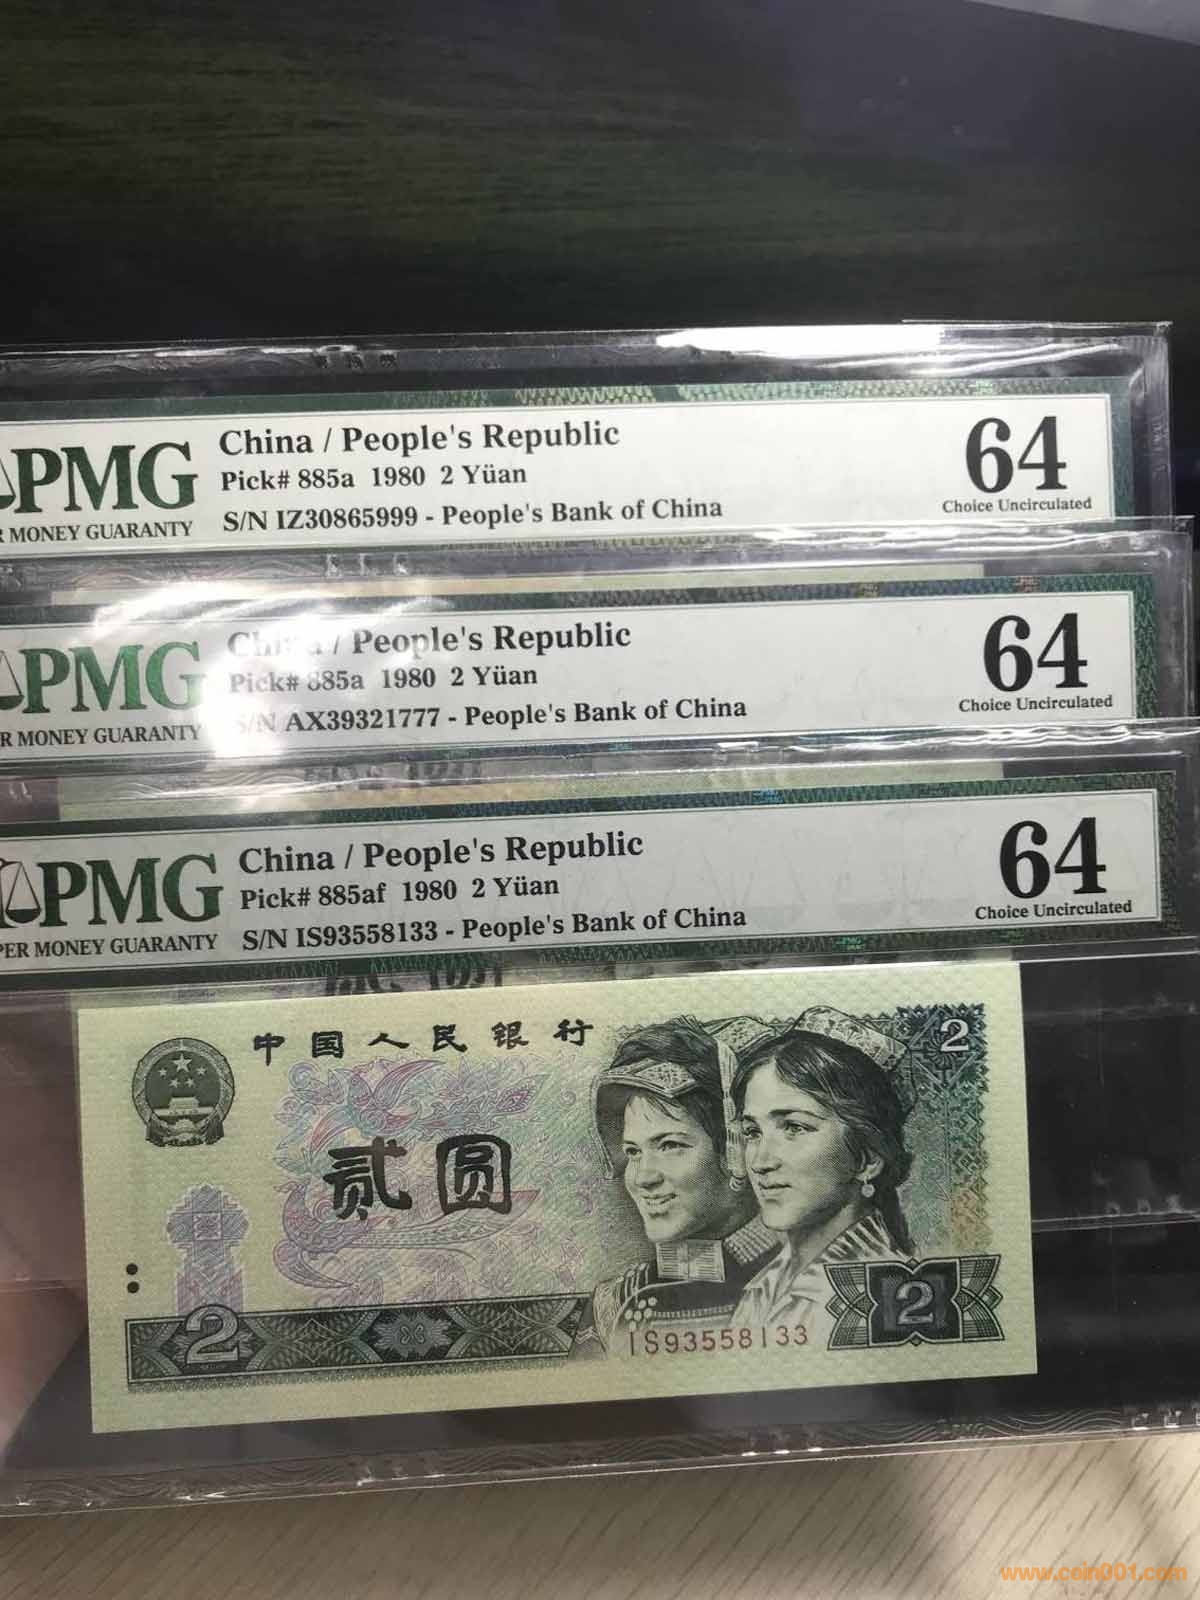 PMG
R MONEY GUARANTY
China / People's Republic
Pick# 885a 1980 2 Yüan
S/N IZ30865999 - People's Bank of China
64
Choice Uncirculated
PMG
R MONEY GUARANTY
China / People's Republic
Pick# 885a 1980 2 Yüan
S/N AX39321777 - People's Bank of China
64
Choice Uncirculated
PMG
PER MONEY GUARANTY
China / People's Republic
Pick# 885af 1980 2 Yüan
S/N IS93558133 - People's Bank of China
64
Choice Uncirculated
中国人民银行
2
贰圆
2
IS93558133
2
www.coin001.com